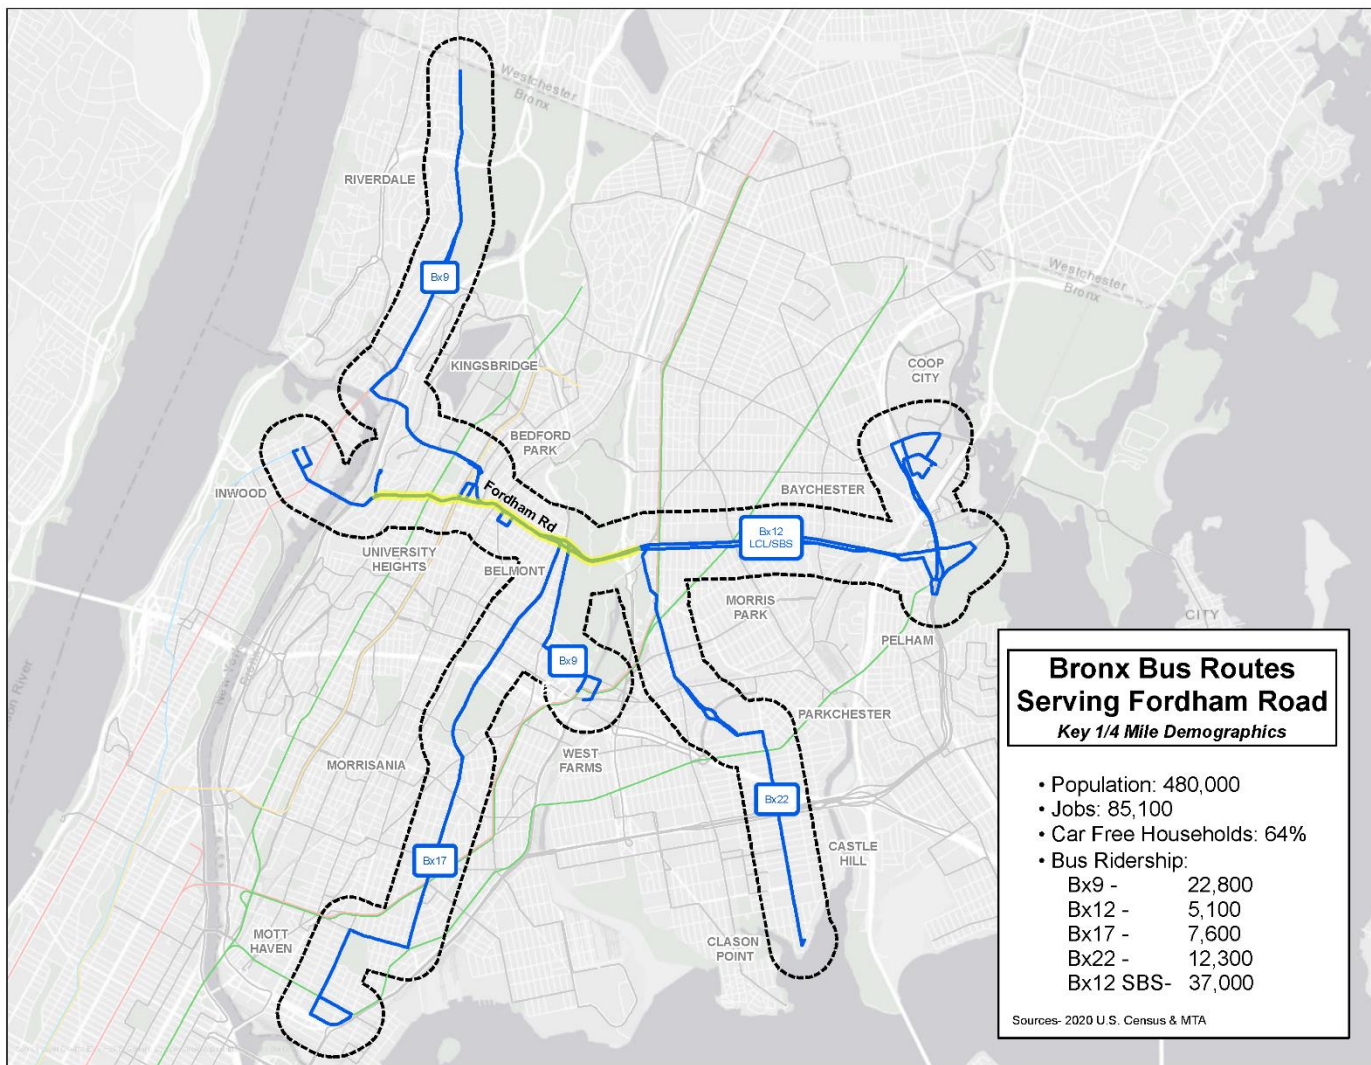 Westchester
Bronx
RIVERDALE
Bx9
Westchester
Bronx
KINGSBRIDGE
COOP
CITY
BEDFORD
PARK
INWOOD
Fordham Rd
BAYCHESTER
Bx12
LCL/SBS
UNIVERSITY
HEIGHTS
BELMONT
MORRIS
PARK
CITY
PELHAM
Bx9
PARKCHESTER
WEST
FARMS
MORRISANIA
Bx22
CASTLE
HILL
Bx17
MOTT
HAVEN
CLASON
POINT
Bronx Bus Routes
Serving Fordham Road
Key 1/4 Mile Demographics
• Population: 480,000
• Jobs: 85,100
• Car Free Households: 64%
• Bus Ridership:
Bx9 - 22,800
Bx12 - 5,100
Bx17 - 7,600
Bx22 - 12,300
Bx12 SBS- 37,000
Sources- 2020 U.S. Census & MTA